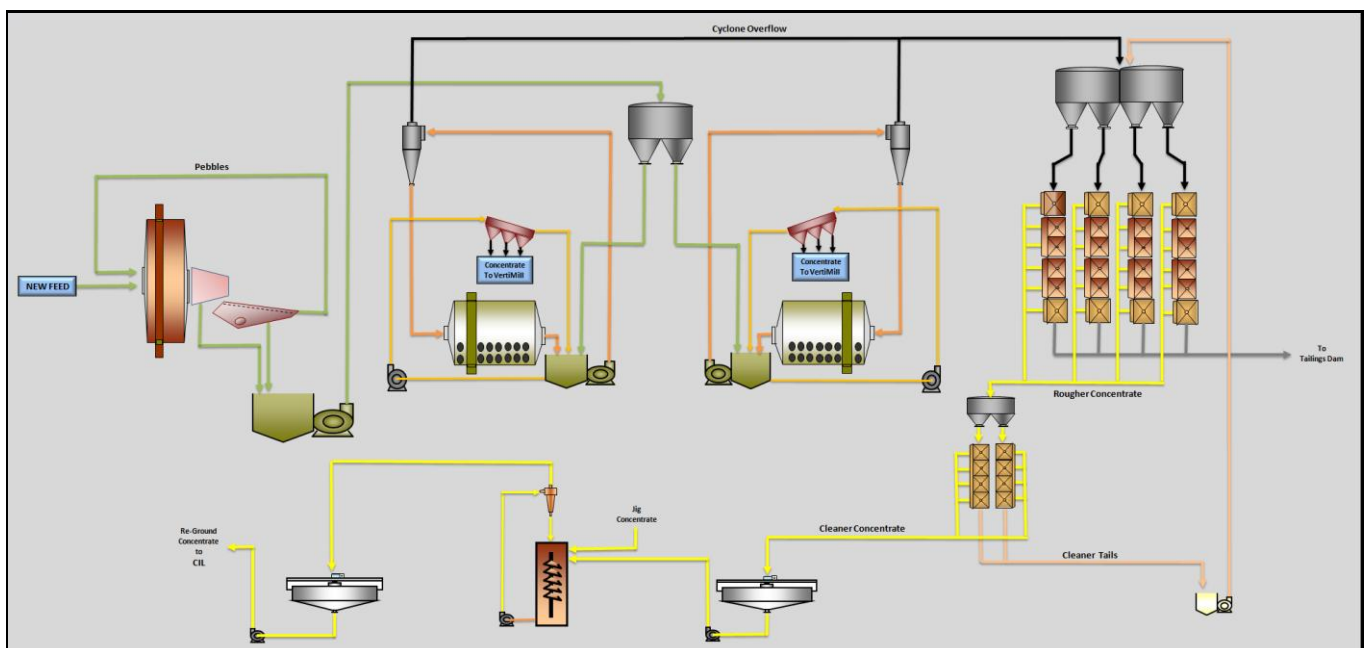 Cyclone Overflow
Pebbles
NEW FEED
Concentrate
To VertiMill
Concentrate
To VertiMill
To
Tailings Dam
Rougher Concentrate
Jig
Concentrate
Re-Ground
Concentrate
to
CIL
Cleaner Concentrate
Cleaner Tails